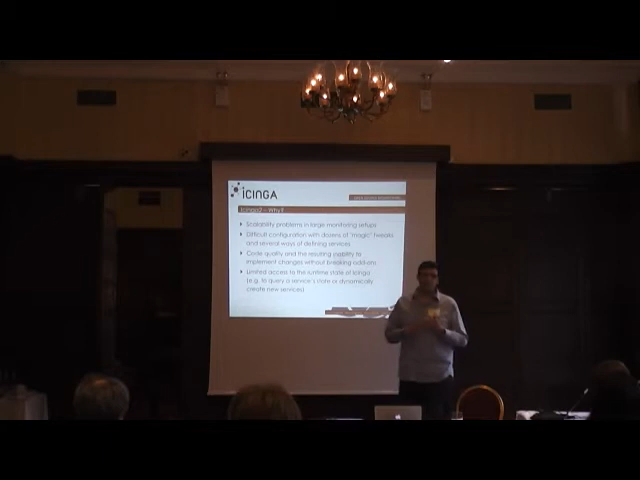 ICINGA
Icinga2 – Why?
Scalability problems in large monitoring setups
Difficult configuration with dozens of "magic" tweaks
and several ways of defining services
Code quality and the resulting inability to
implement changes without breaking add-ons
Limited access to the runtime state of Icinga
(e.g. to query a service's state or dynamically
create new services)